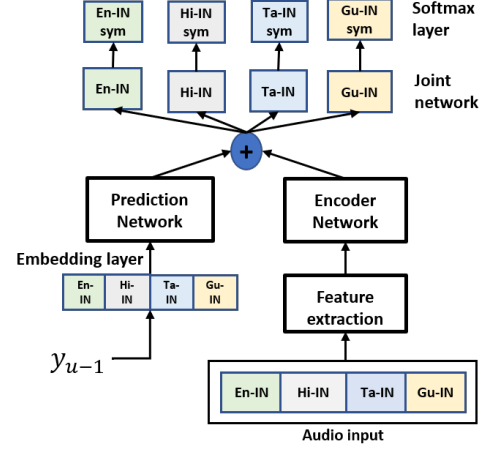 En-IN sym
Hi-IN sym
Ta-IN sym
Gu-IN sym
Softmax layer
En-IN
Hi-IN
Ta-IN
Gu-IN
Joint network
+
Prediction Network
Encoder Network
Embedding layer
En-IN
Hi-IN
Ta-IN
Gu-IN
Feature extraction
y_{u-1}
En-IN
Hi-IN
Ta-IN
Gu-IN
Audio input